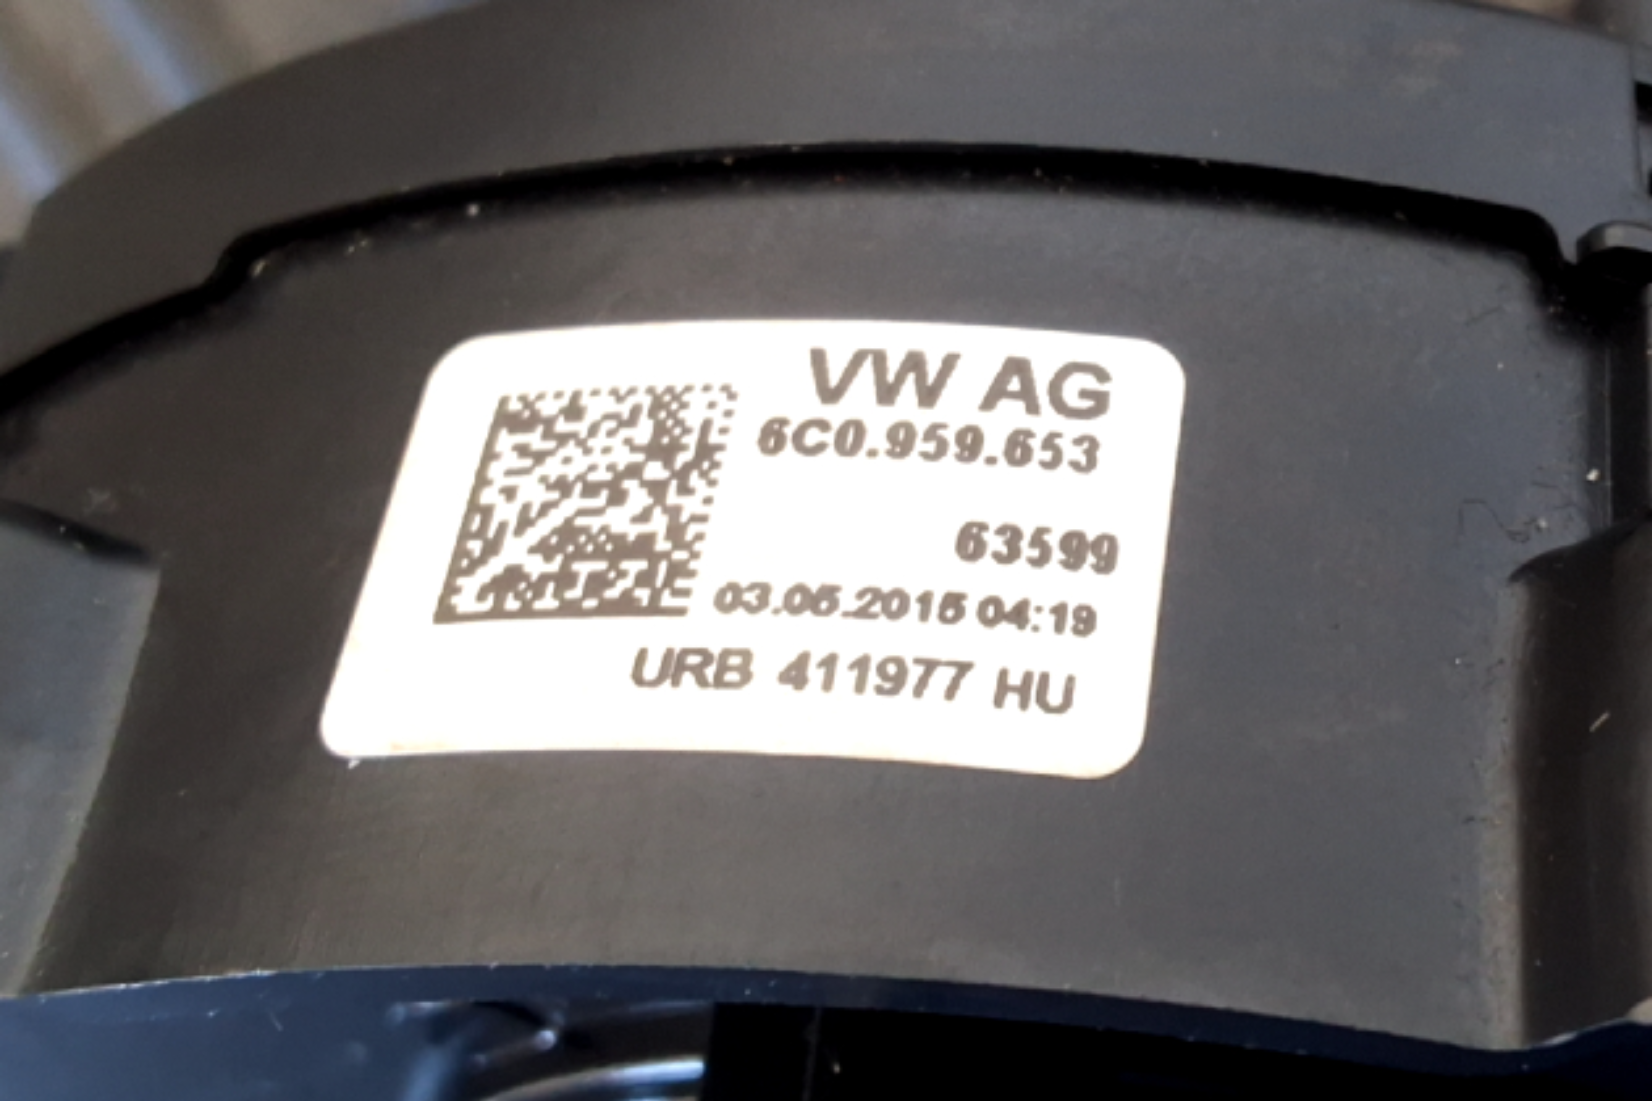 VW AG
6C0.959.653
63599
03.06.2015 04:19
URB 411977 HU